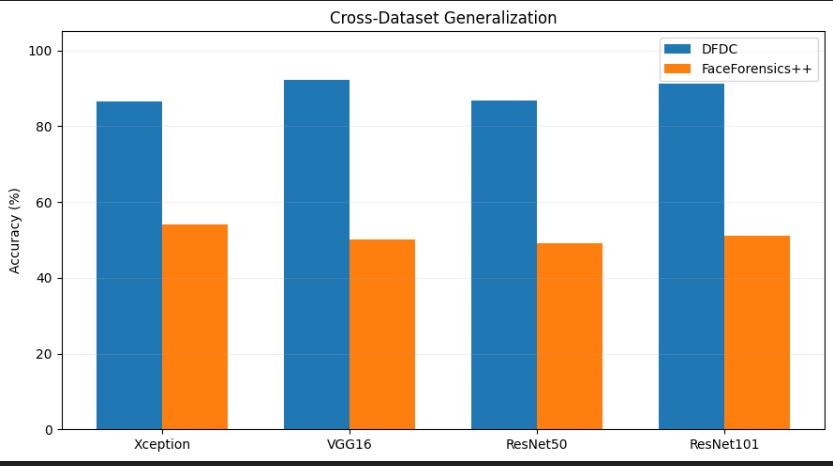 Cross-Dataset Generalization
DFDC
FaceForensics++
Accuracy (%)
100
80
60
40
20
0
Xception VGG16 ResNet50 ResNet101